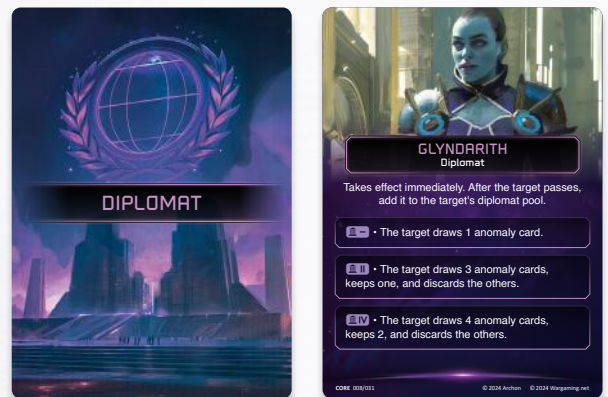 DIPLOMAT
GLYNDARITH
Diplomat
Takes effect immediately. After the target passes,
add it to the target's diplomat pool.
– • The target draws 1 anomaly card.
II • The target draws 3 anomaly cards,
keeps one, and discards the others.
IV • The target draws 4 anomaly cards,
keeps 2, and discards the others.
CORE 008/031 © 2024 Archon © 2024 Wargaming.net